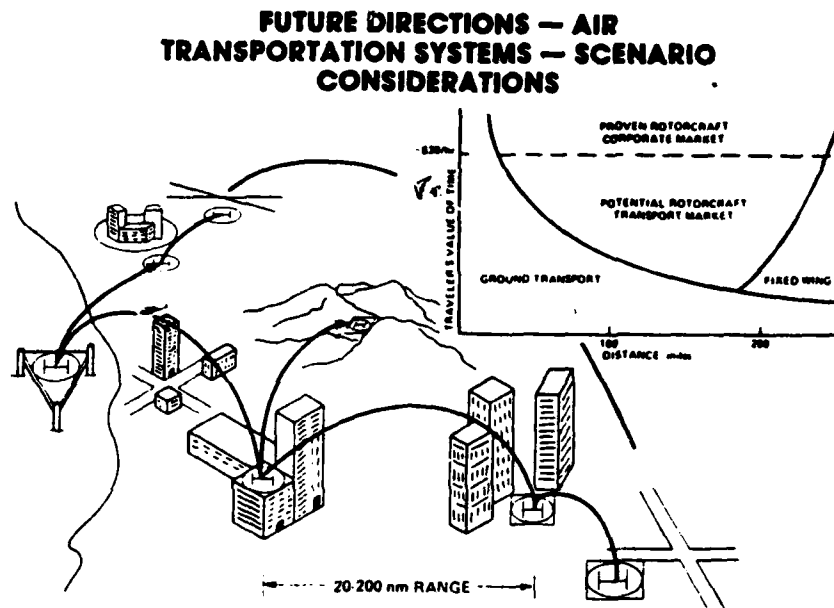 FUTURE DIRECTIONS — AIR
TRANSPORTATION SYSTEMS — SCENARIO
CONSIDERATIONS
PROVEN ROTORCRAFT
CORPORATE MARKET
POTENTIAL ROTORCRAFT
TRANSPORT MARKET
GROUND TRANSPORT
FIXED WING
TRAVELER'S VALUE OF TIME
100
200
DISTANCE
H
H
H
H
H
H
20-200 nm RANGE